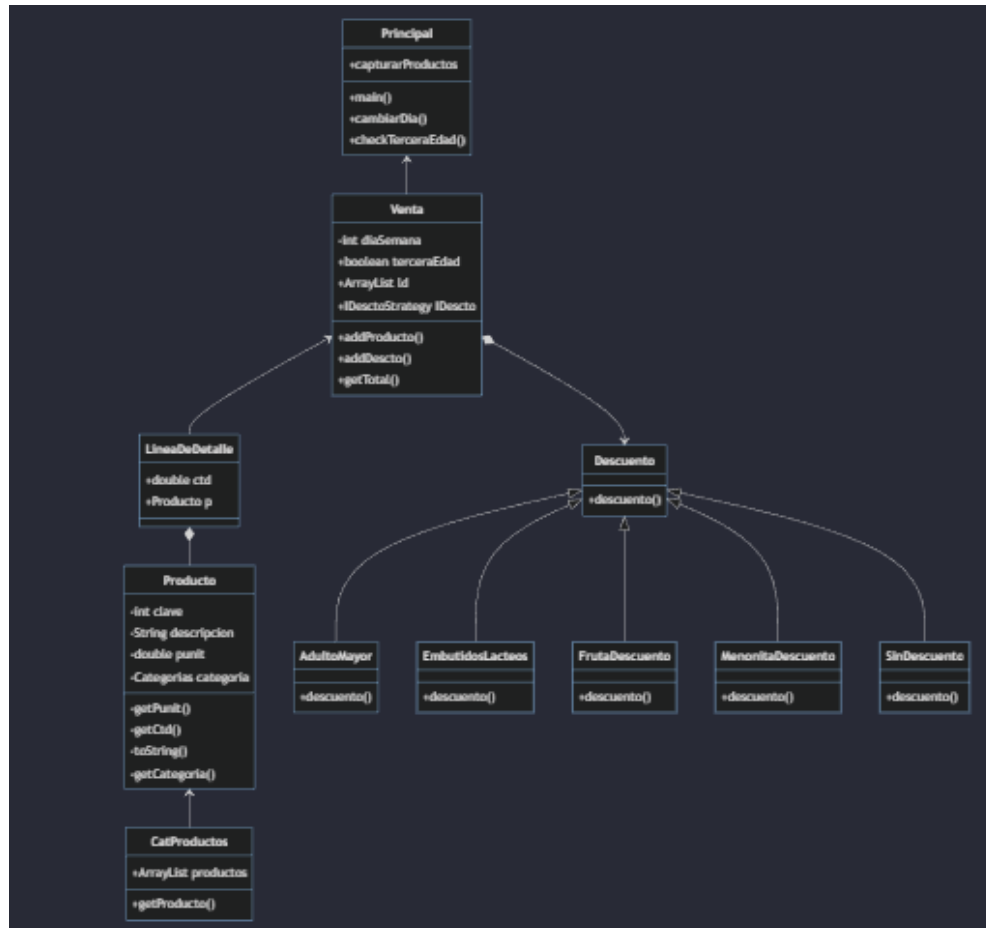 Principal
+capturarProductos
+main()
+cambiarDia()
+checkTerceraEdad()
Venta
-int diaSemana
+boolean terceraEdad
+ArrayList ld
+IDesctoStrategy IDescto
+addProducto()
+addDescto()
+getTotal()
LineaDeDetalle
+double ctd
+Producto p
Descuento
+descuento()
Producto
-int clave
-String descripcion
-double punit
-Categorias categoria
-getPunit()
-getCtd()
-toString()
-getCategoria()
AdultoMayor
+descuento()
EmbutidosLacteos
+descuento()
FrutaDescuento
+descuento()
MenonitaDescuento
+descuento()
SinDescuento
+descuento()
CatProductos
+ArrayList productos
+getProducto()